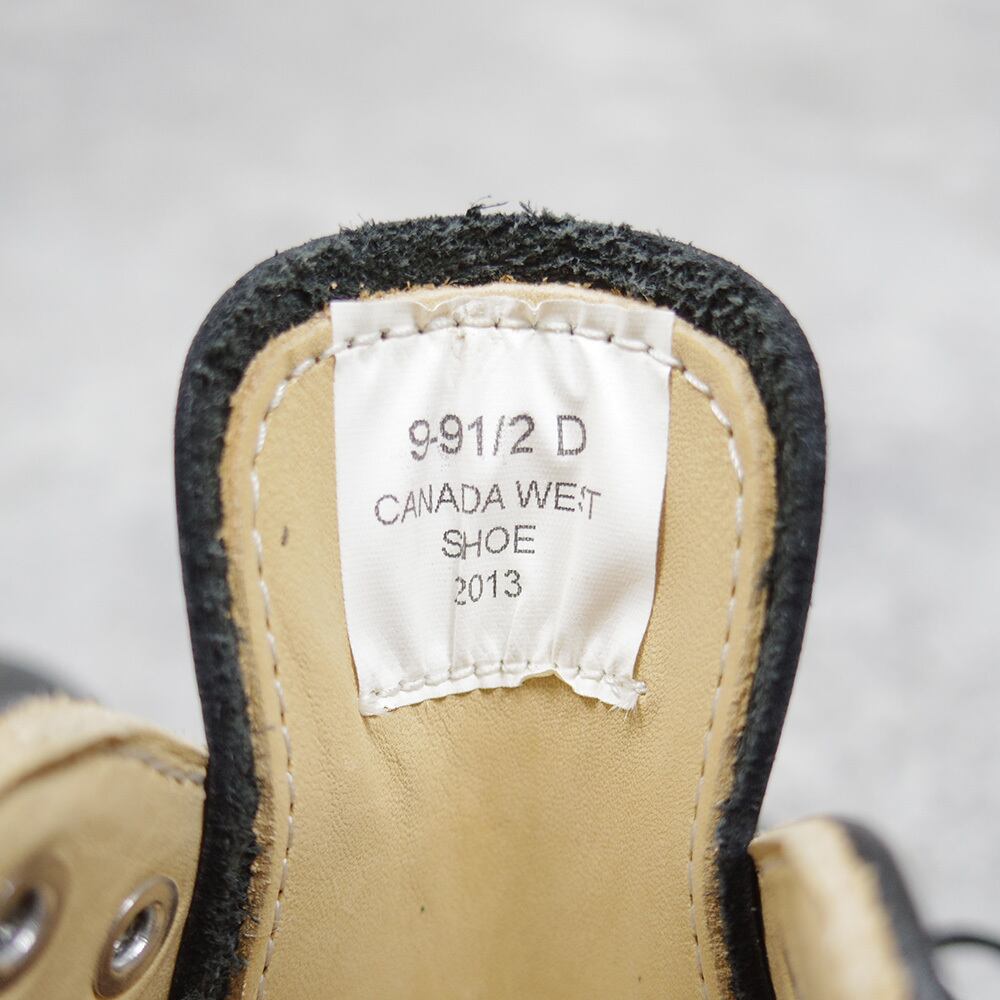 9-91/2 D
CANADA WEST
SHOE
2013